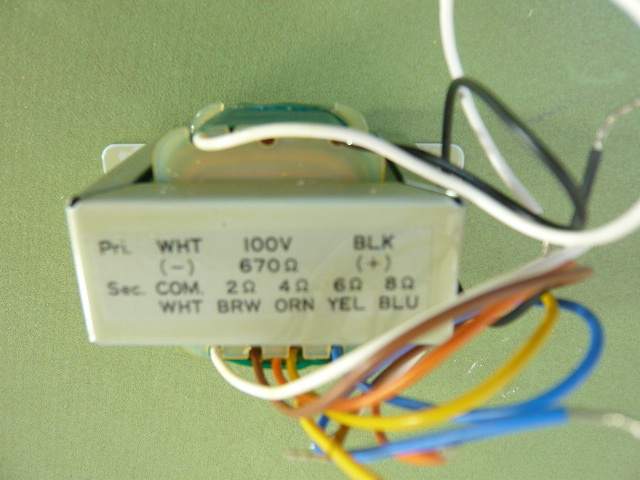 Pri. WHT 100V BLK
(-) 670Ω (+)
Sec. COM. 2Ω 4Ω 6Ω 8Ω
WHT BRW ORN YEL BLU